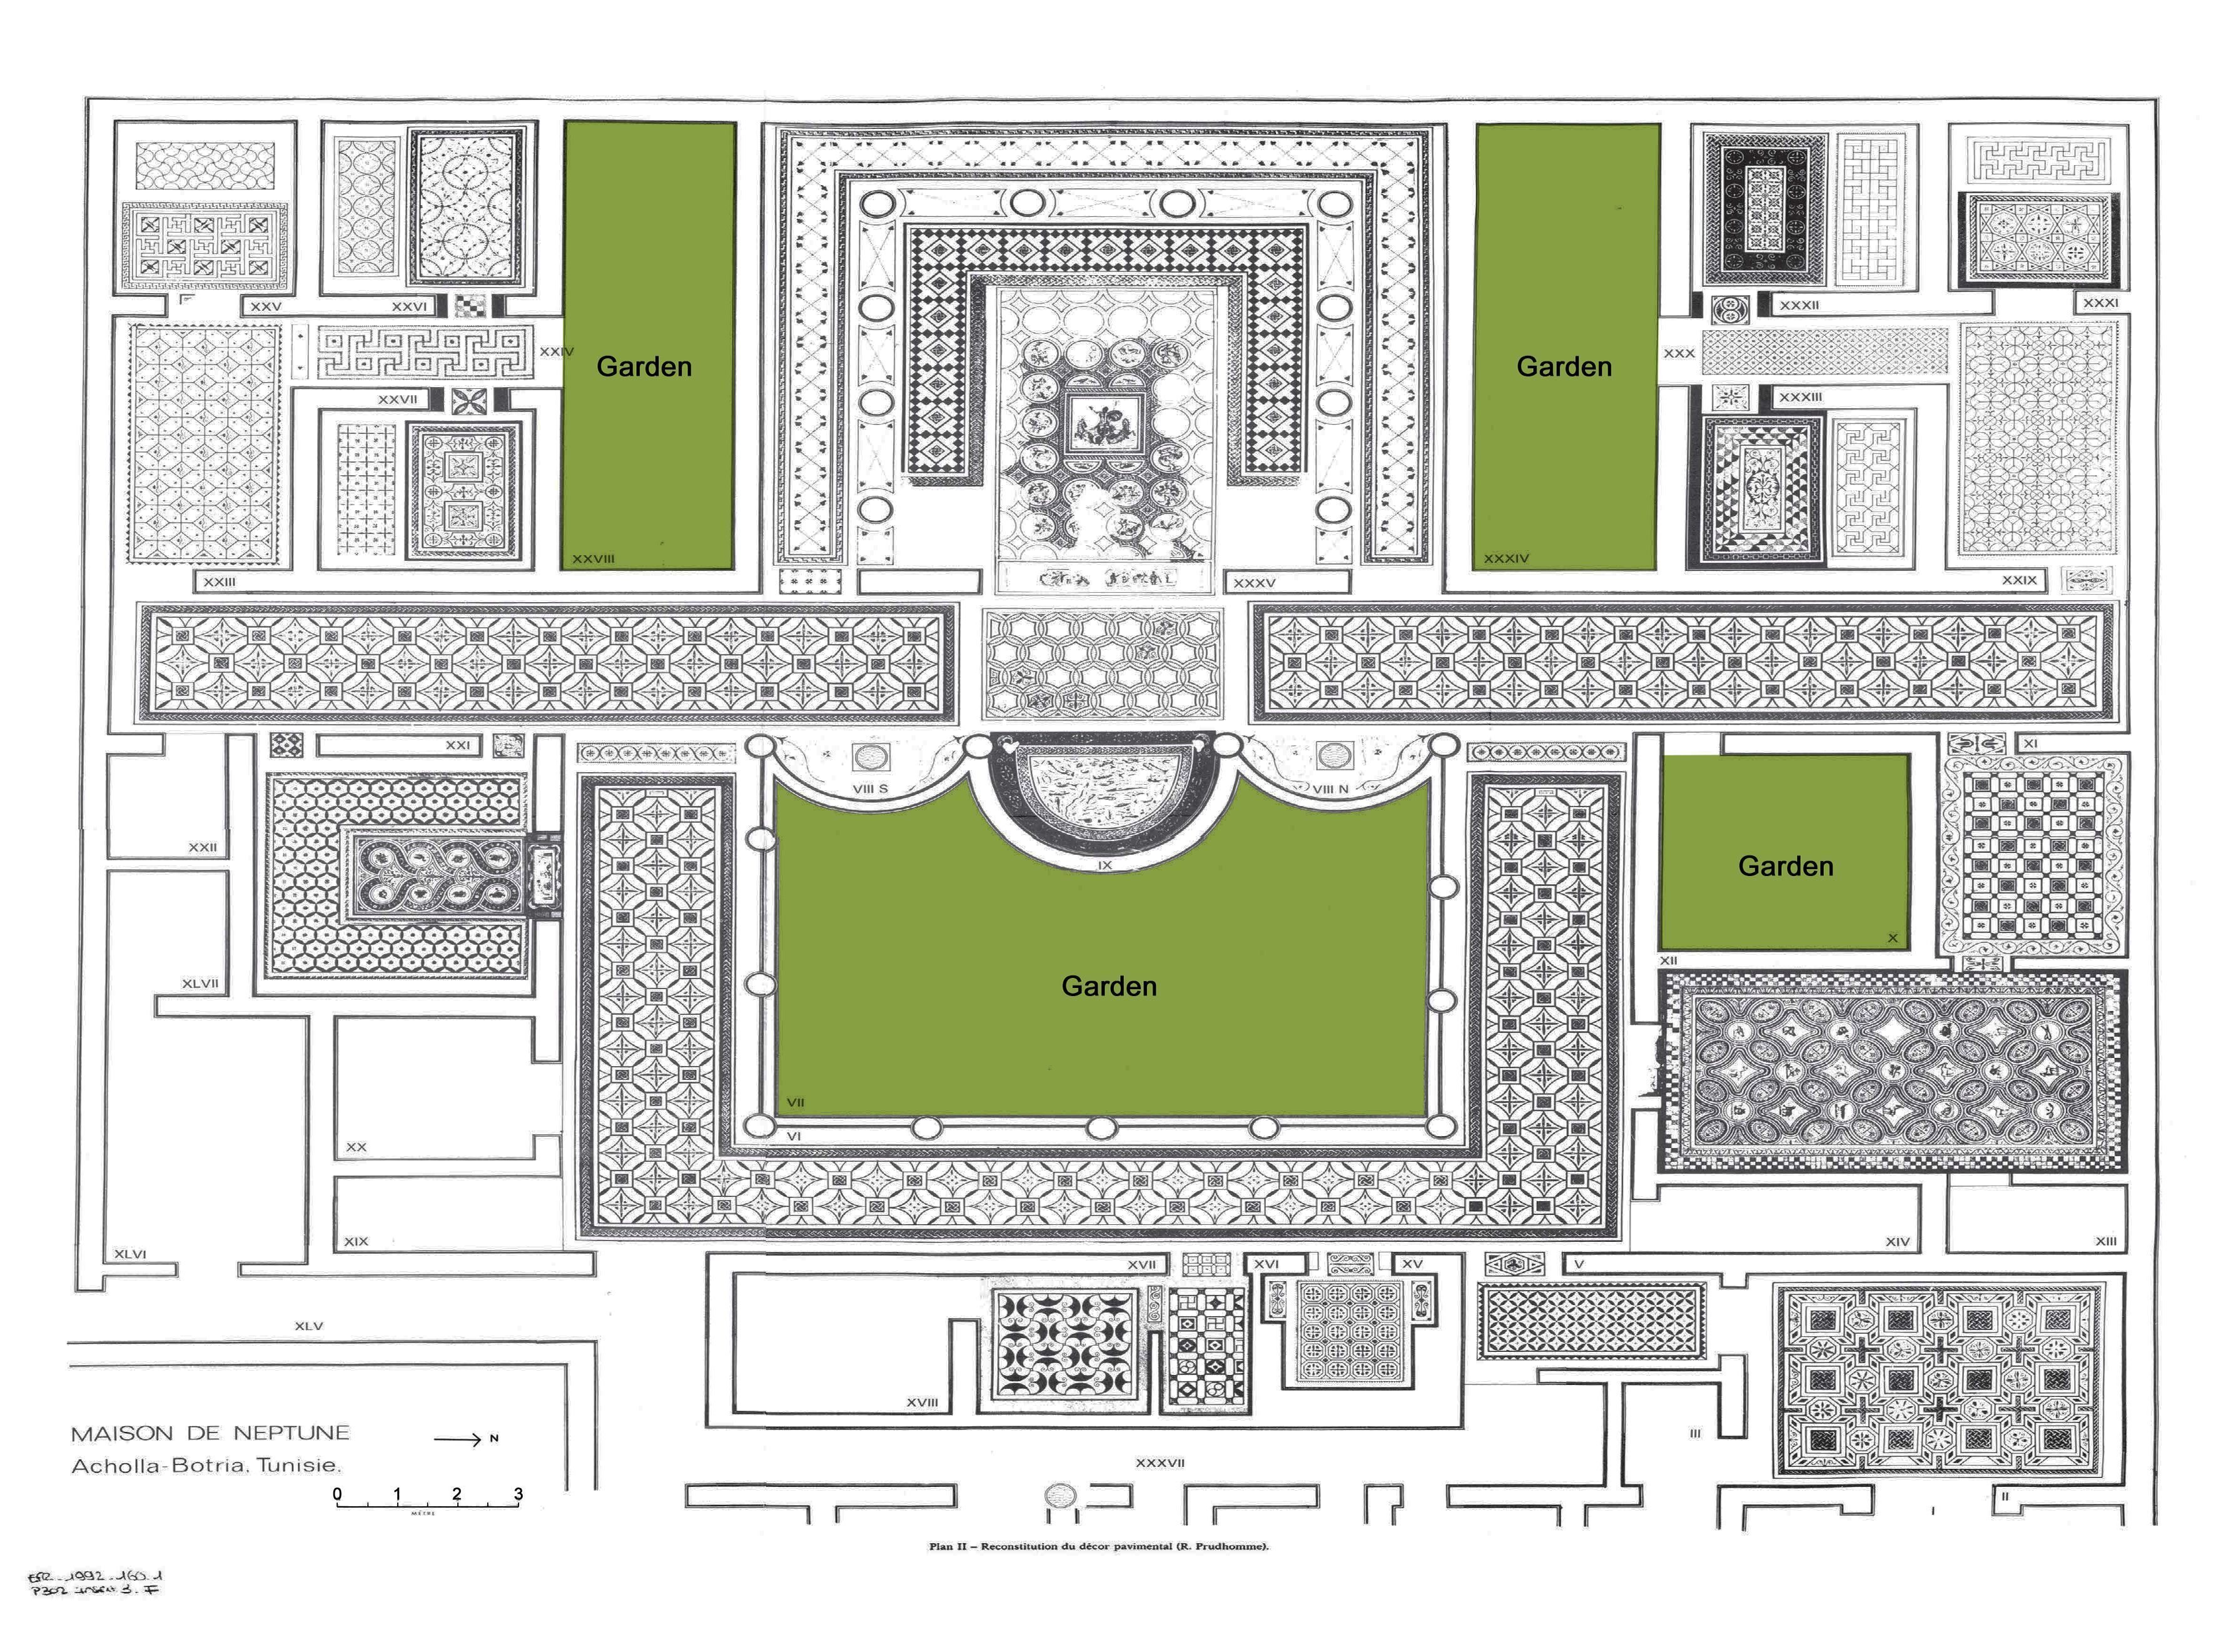 XXV
XXVI
XXXII
XXXI
XXIV
Garden
Garden
XXX
XXVII
XXXIII
XXVIII
XXXIV
XXIII
XXXV
XXIX
XXI
XI
VIII S
VIII N
XXII
IX
Garden
X
XII
XLVII
Garden
VII
VI
XX
XIX
XIV
XIII
XLVI
XVII
XVI
XV
V
XLV
XVIII
MAISON DE NEPTUNE
N
III
Acholla-Botria, Tunisie.
XXXVII
0 1 2 3
MÈTRE
II
I
Plan II – Reconstitution du décor pavimental (R. Prudhomme).